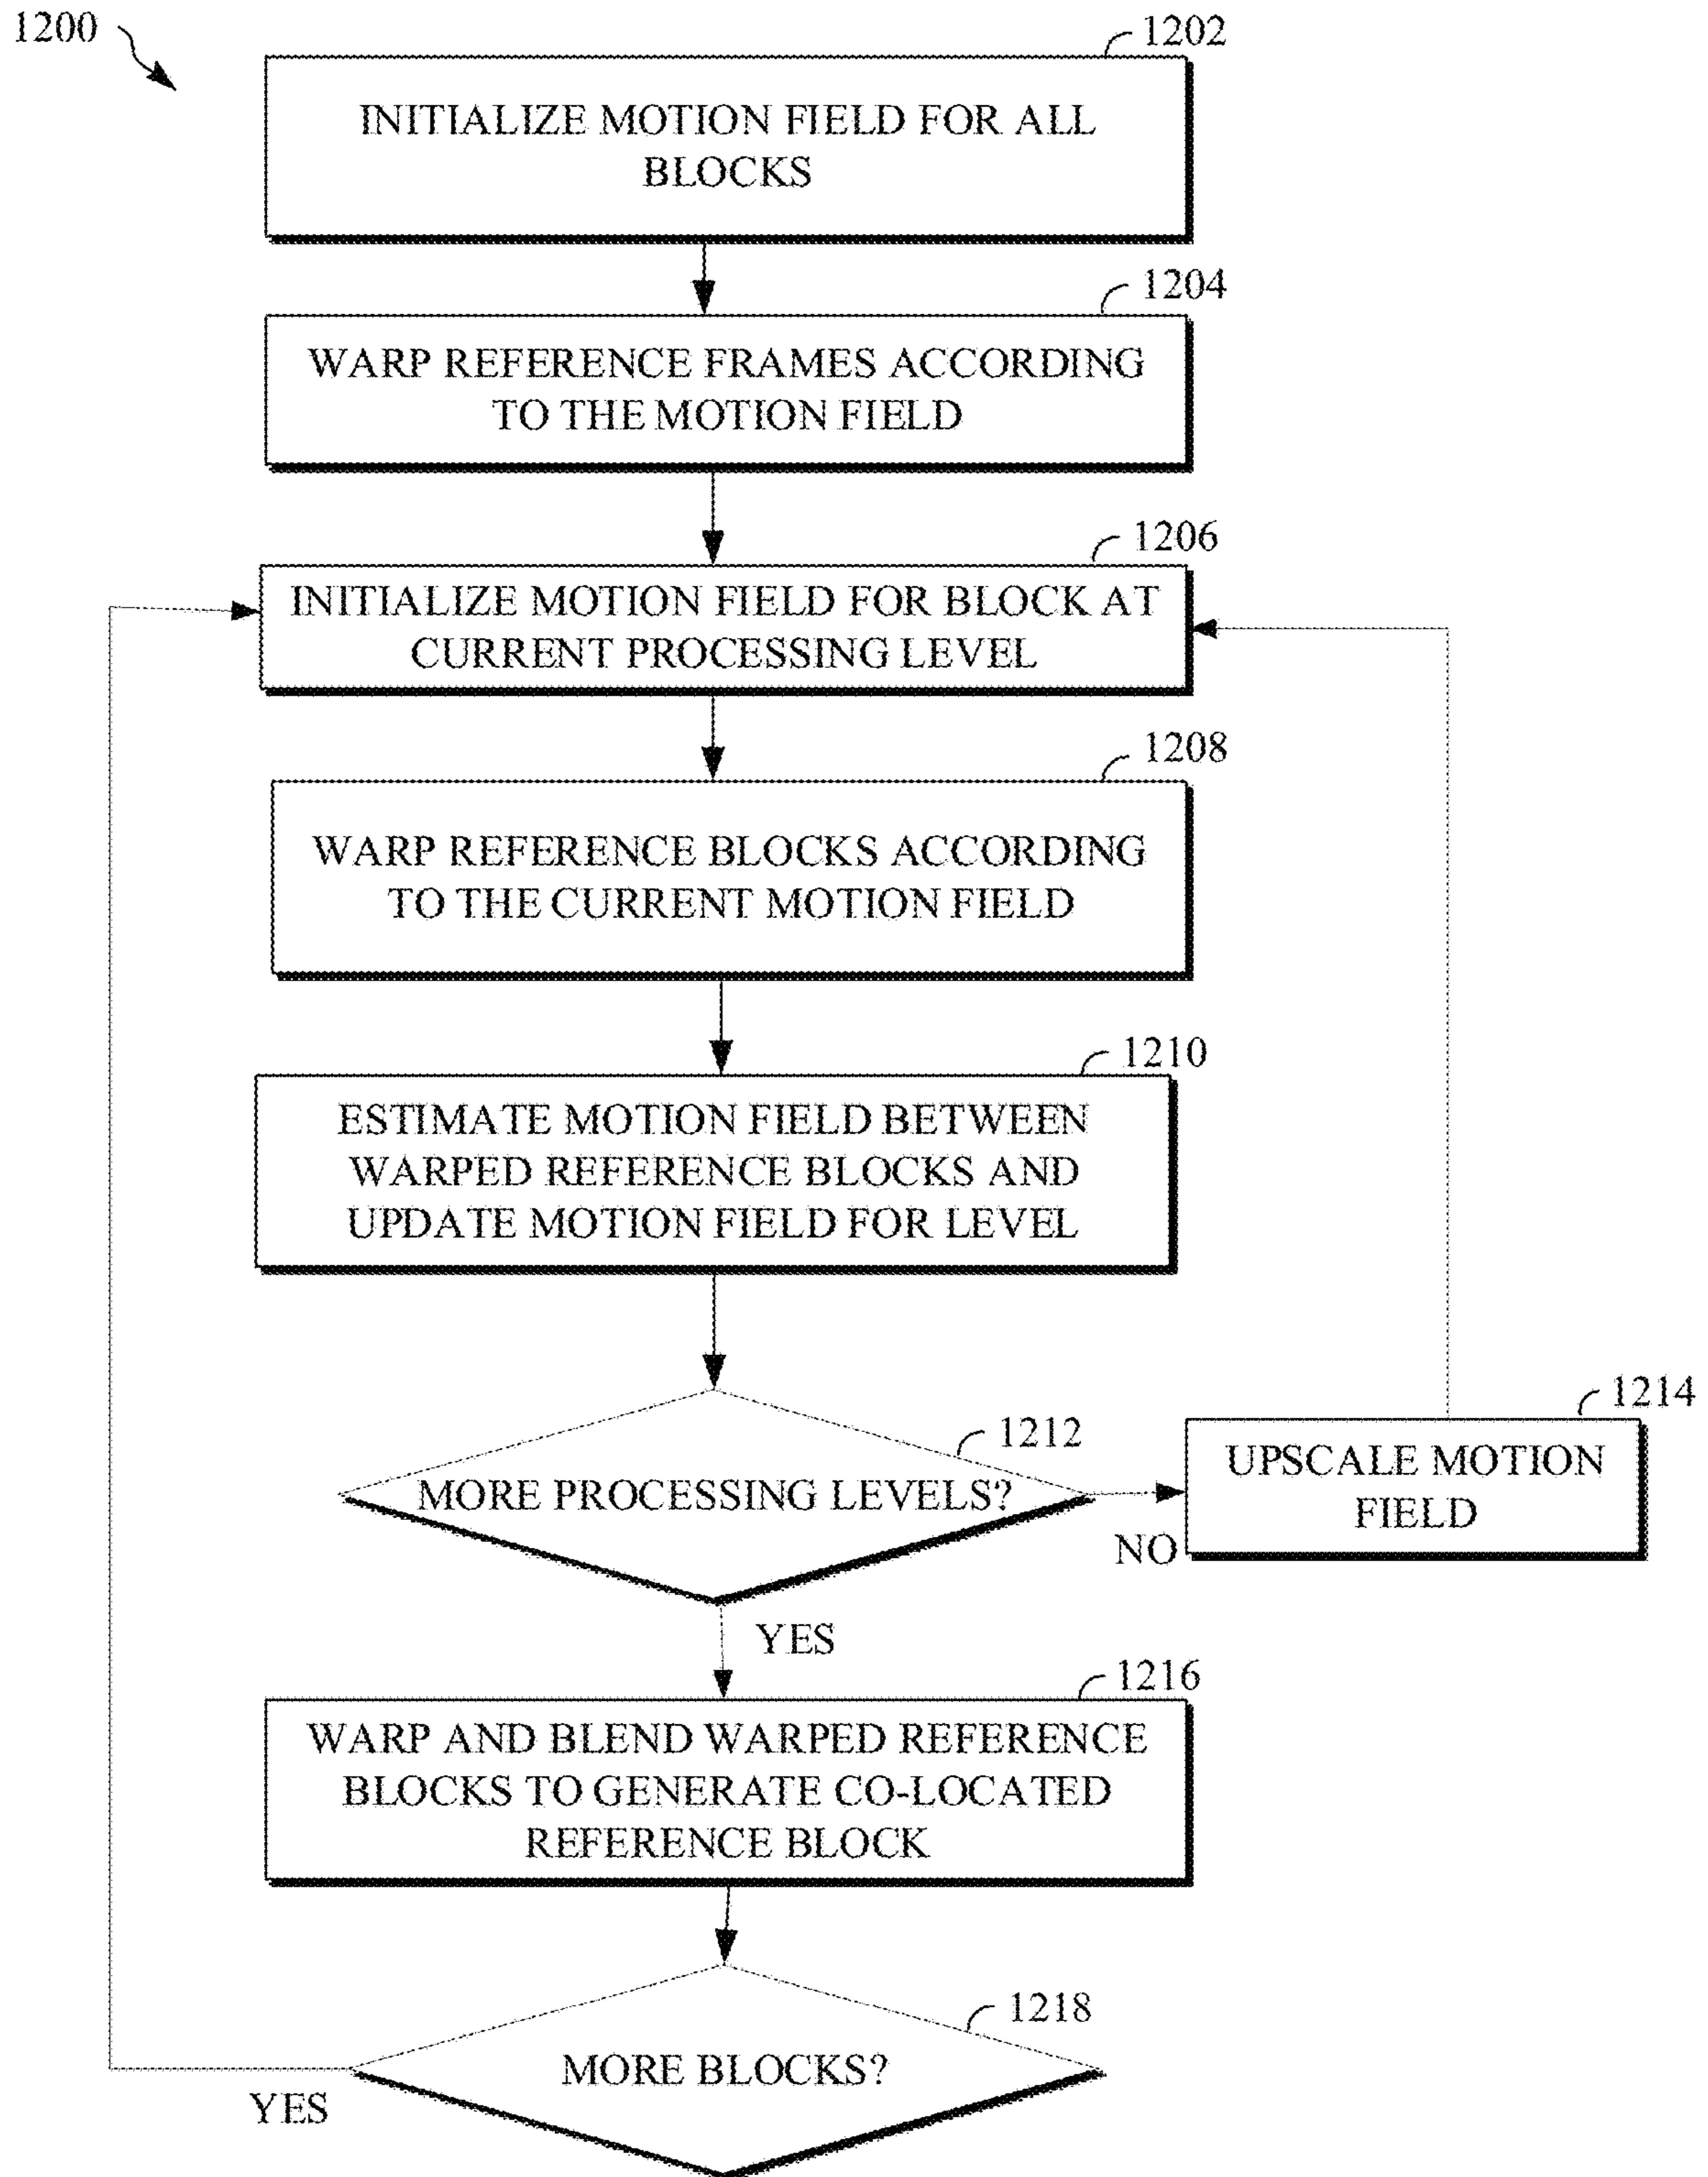 1200
1202
INITIALIZE MOTION FIELD FOR ALL
BLOCKS
1204
WARP REFERENCE FRAMES ACCORDING
TO THE MOTION FIELD
1206
INITIALIZE MOTION FIELD FOR BLOCK AT
CURRENT PROCESSING LEVEL
1208
WARP REFERENCE BLOCKS ACCORDING
TO THE CURRENT MOTION FIELD
1210
ESTIMATE MOTION FIELD BETWEEN
WARPED REFERENCE BLOCKS AND
UPDATE MOTION FIELD FOR LEVEL
1212
MORE PROCESSING LEVELS?
NO
1214
UPSCALE MOTION
FIELD
YES
1216
WARP AND BLEND WARPED REFERENCE
BLOCKS TO GENERATE CO-LOCATED
REFERENCE BLOCK
1218
MORE BLOCKS?
YES